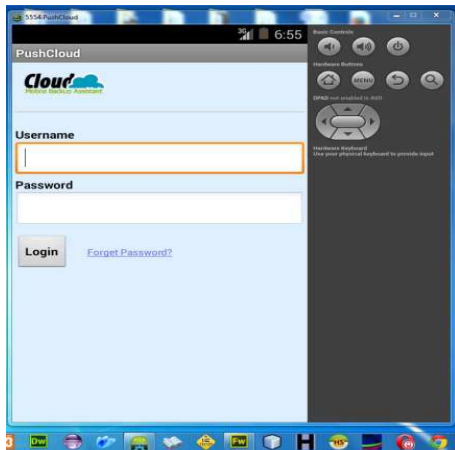 5554:PushCloud
3G 6:55
PushCloud
Cloud
Mobile Backup Assistant
Username
Password
Login Forget Password?
Basic Controls
Hardware Buttons
MENU
DPAD not enabled in AVD
Hardware Keyboard
Use your physical keyboard to provide input
Dw
Fw
H